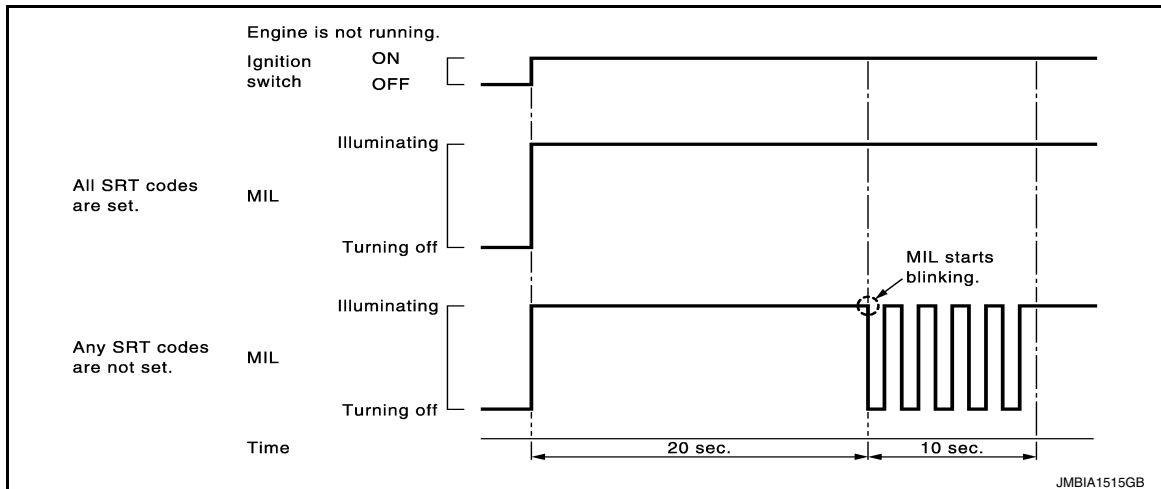 Engine is not running.
Ignition
switch
ON
OFF
Illuminating
All SRT codes
are set.
MIL
Turning off
MIL starts
blinking.
Illuminating
Any SRT codes
are not set.
MIL
Turning off
Time
20 sec.
10 sec.
JMBIA1515GB